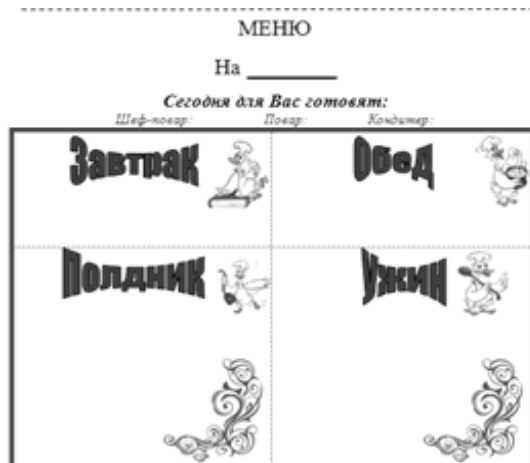 МЕНЮ
На
Сегодня для Вас готовят:
Шеф-повар: Повар: Кондитер:
Завтрак Обед
Полдник Ужин